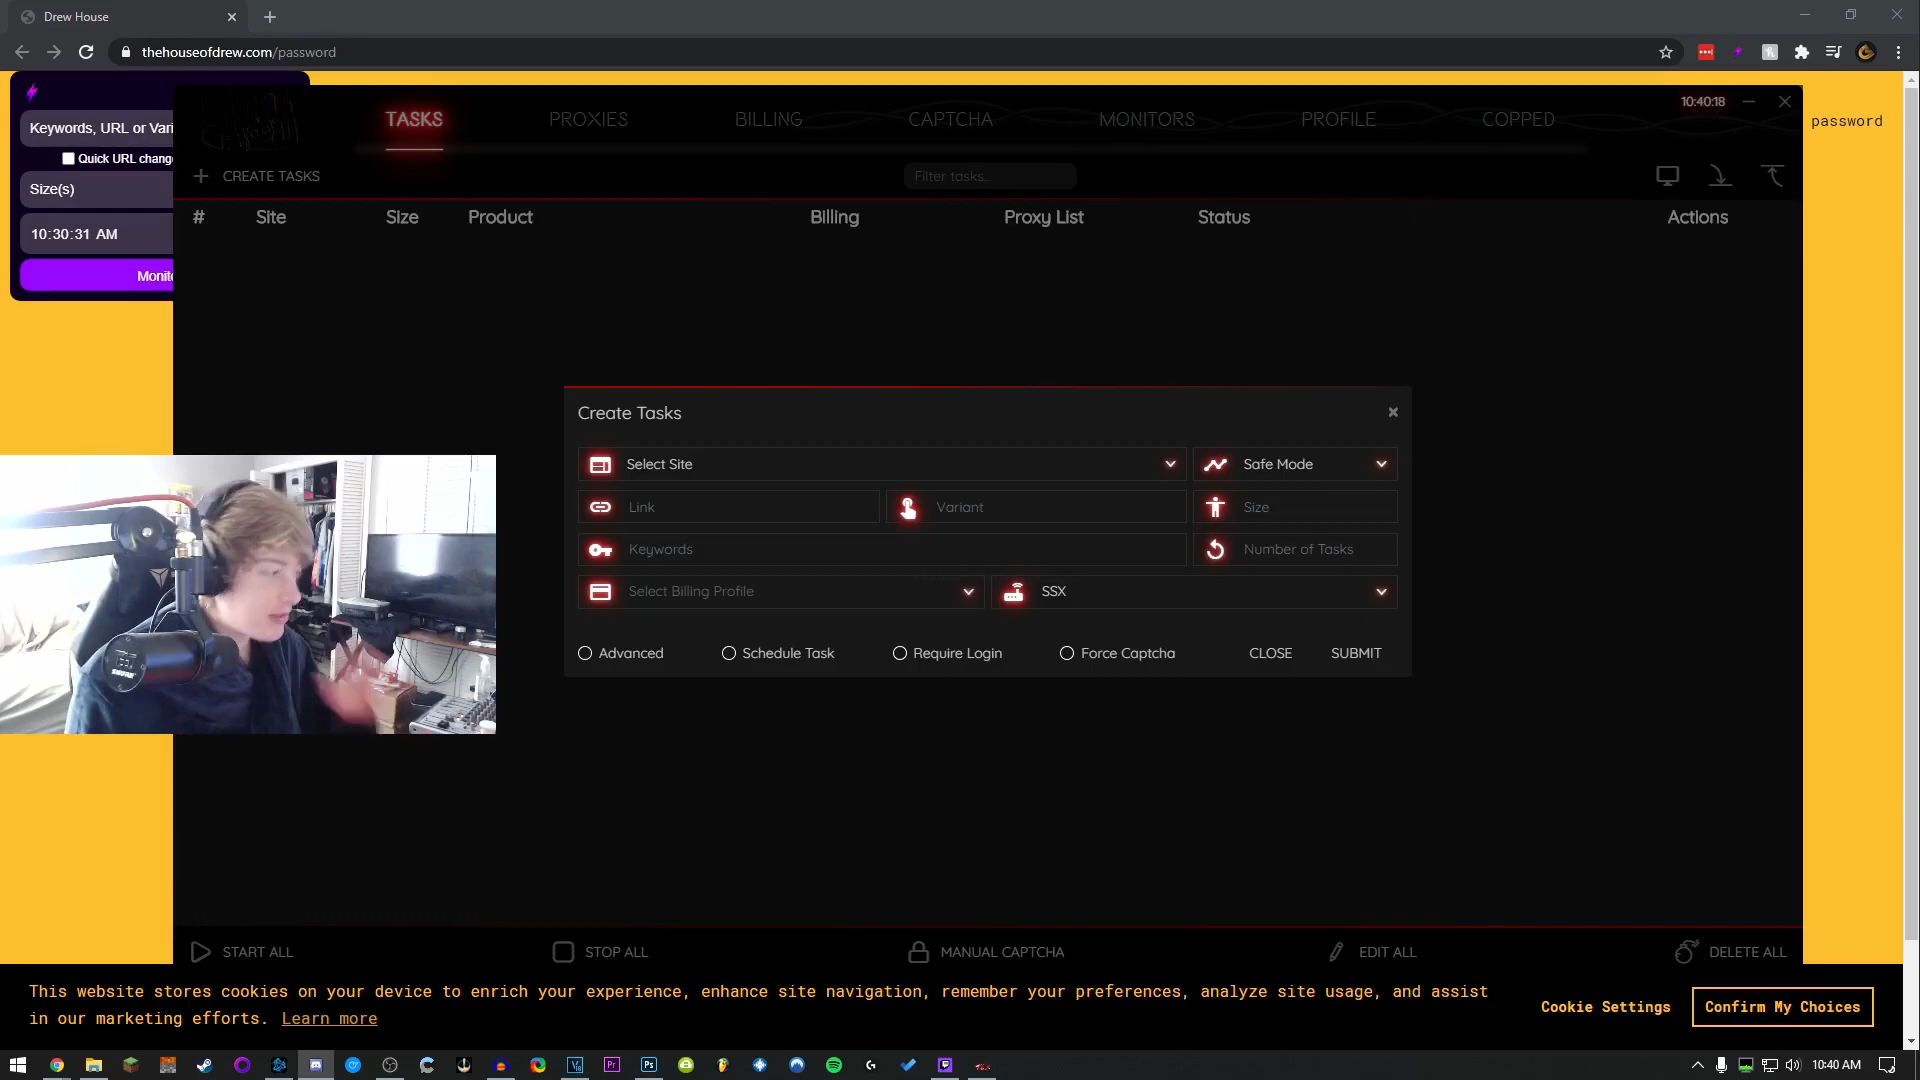 Drew House
thehouseofdrew.com/password
Keywords, URL or Vari
Quick URL change
Size(s)
10:30:31 AM
Monito
TASKS
PROXIES
BILLING
CAPTCHA
MONITORS
PROFILE
COPPED
10:40:18
password
CREATE TASKS
Filter tasks...
# Site Size Product Billing Proxy List Status Actions
Create Tasks
Select Site
Safe Mode
Link
Variant
Size
Keywords
Number of Tasks
Select Billing Profile
SSX
Advanced
Schedule Task
Require Login
Force Captcha
CLOSE
SUBMIT
SHURE
START ALL
STOP ALL
MANUAL CAPTCHA
EDIT ALL
DELETE ALL
This website stores cookies on your device to enrich your experience, enhance site navigation, remember your preferences, analyze site usage, and assist
in our marketing efforts. Learn more
Cookie Settings
Confirm My Choices
Pr
Ps
10:40 AM